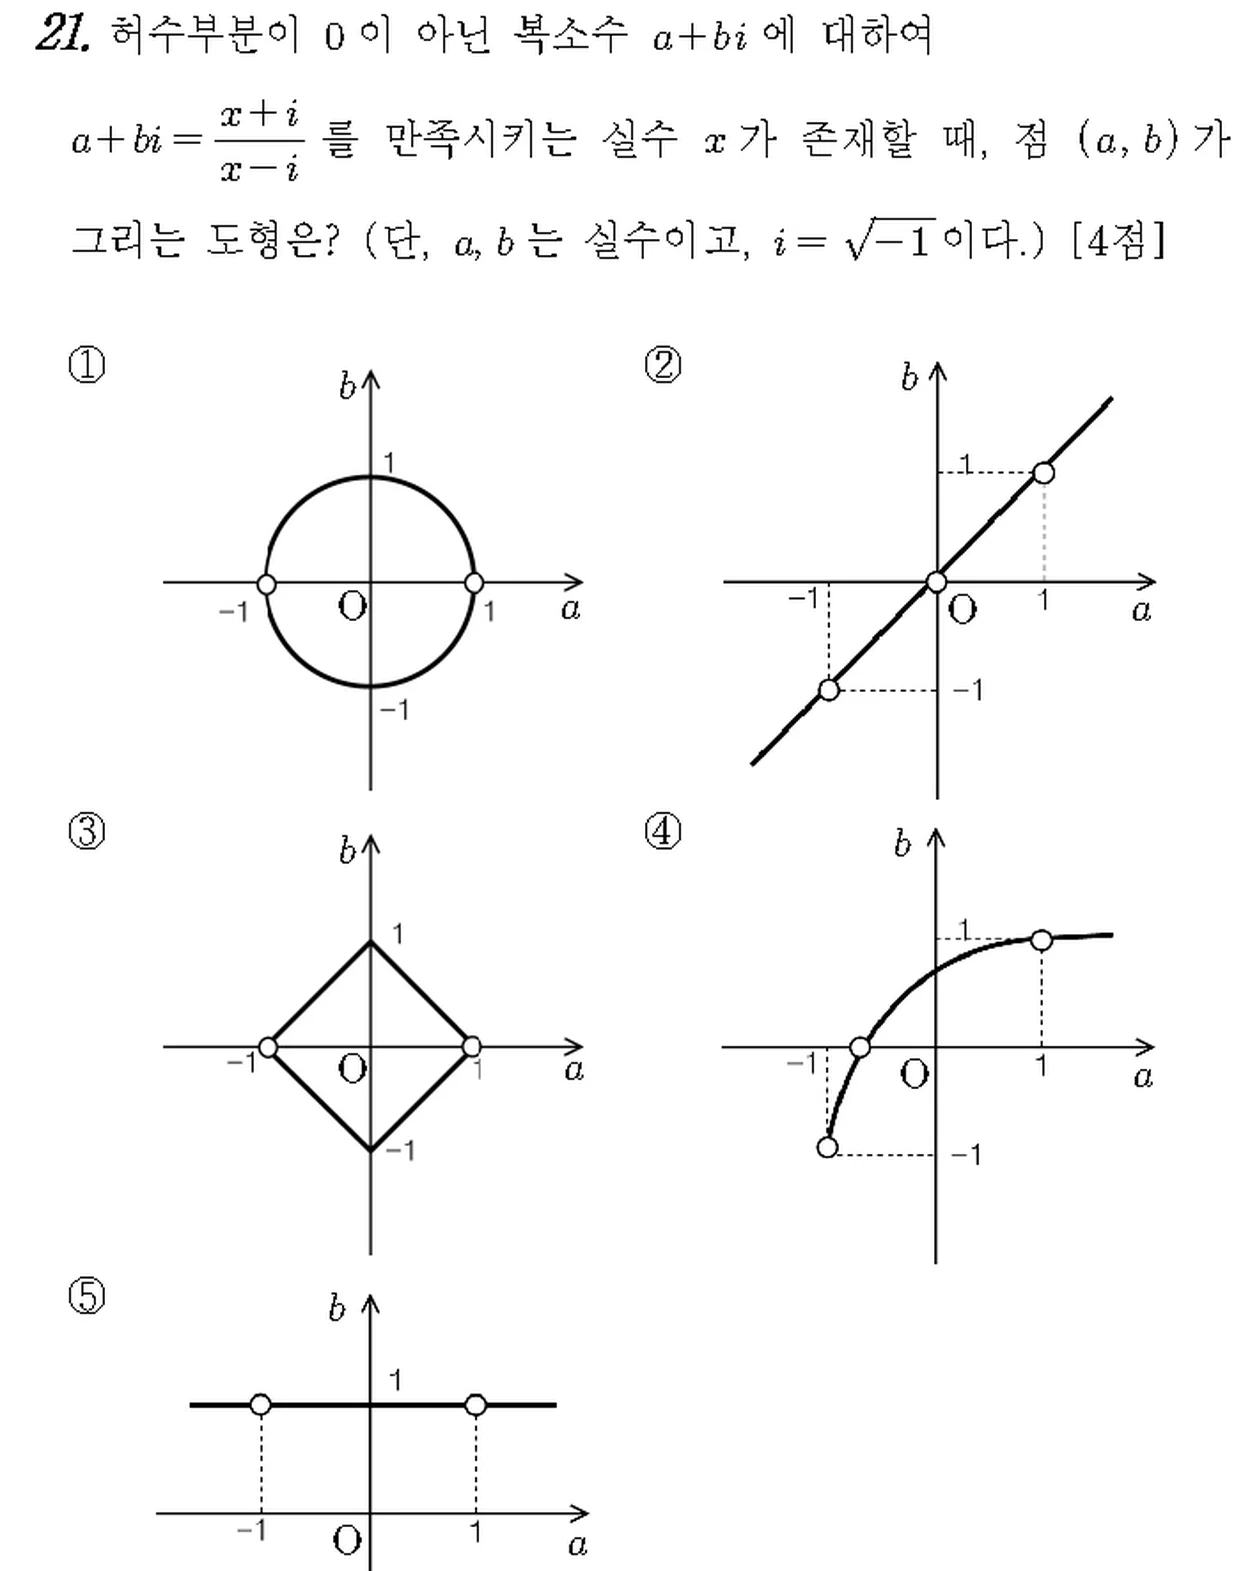 21. 허수부분이 0이 아닌 복소수 a+bi에 대하여
a+bi=\frac{x+i}{x-i}를 만족시키는 실수 x가 존재할 때, 점 (a, b)가
그리는 도형은? (단, a, b는 실수이고, i=√-1이다.) [4점]
① ②
b
1
-1 O 1 a
-1
b
1
-1 O 1 a
-1
③ ④
b
1
-1 O 1 a
-1
b
1
-1 O 1 a
-1
⑤
b
1
-1 O 1 a